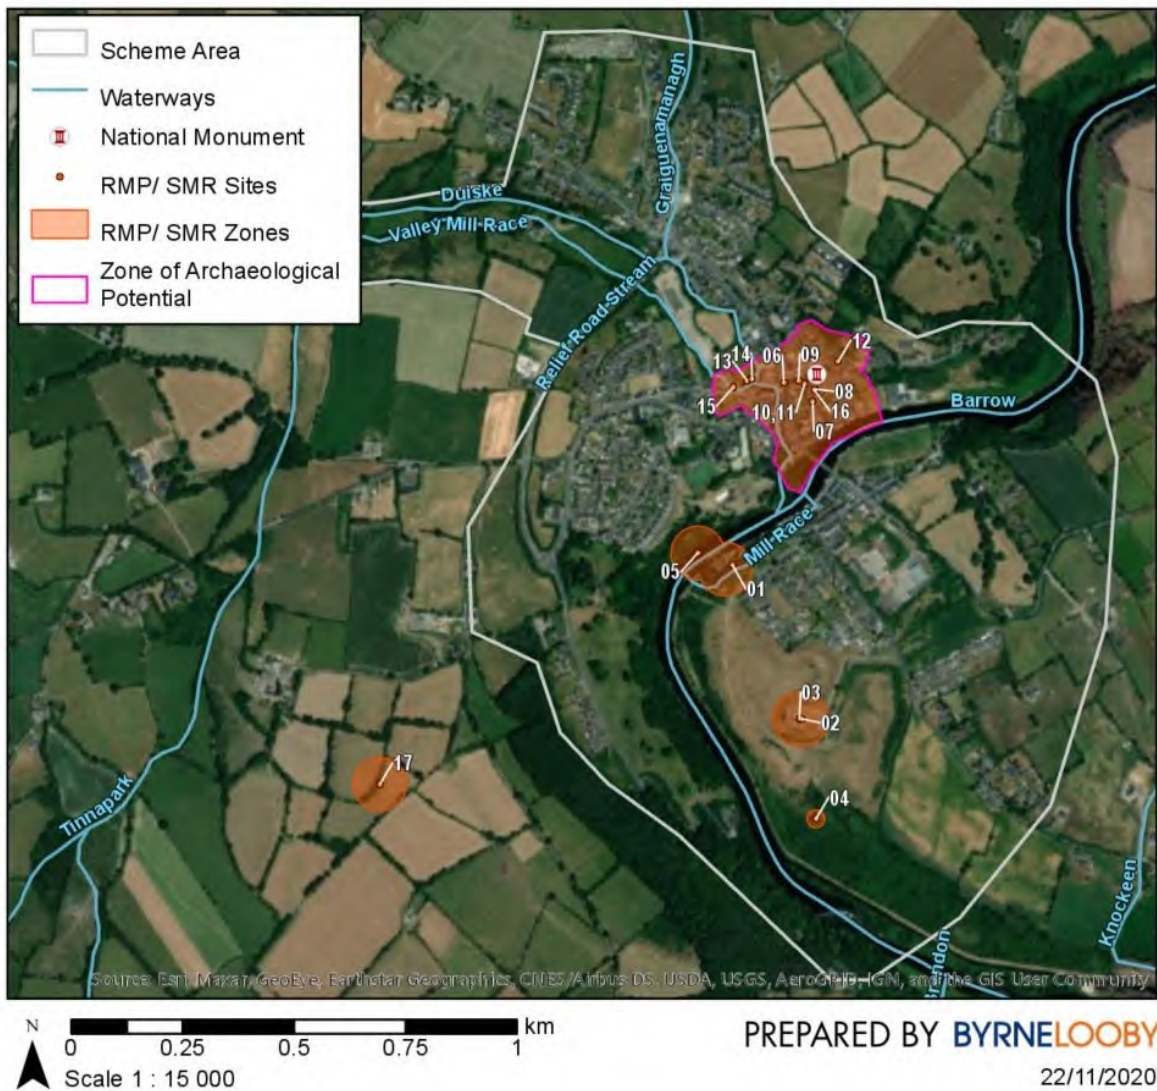 Scheme Area
Waterways
National Monument
RMP/ SMR Sites
RMP/ SMR Zones
Zone of Archaeological
Potential
Graiguenamanagh
Duiske
Valley Mill Race
Relief Road Stream
13
14
06
09
12
15
10,11
08
16
07
Barrow
Mill Race
05
01
03
02
17
04
Tinnapark
Knockeen
Brendon
Source: Esri, Maxar, GeoEye, Earthstar Geographics, CNES/Airbus DS, USDA, USGS, AeroGRID, IGN, and the GIS User Community
N
0 0.25 0.5 0.75 1 km
Scale 1 : 15 000
PREPARED BY BYRNELOOBY
22/11/2020